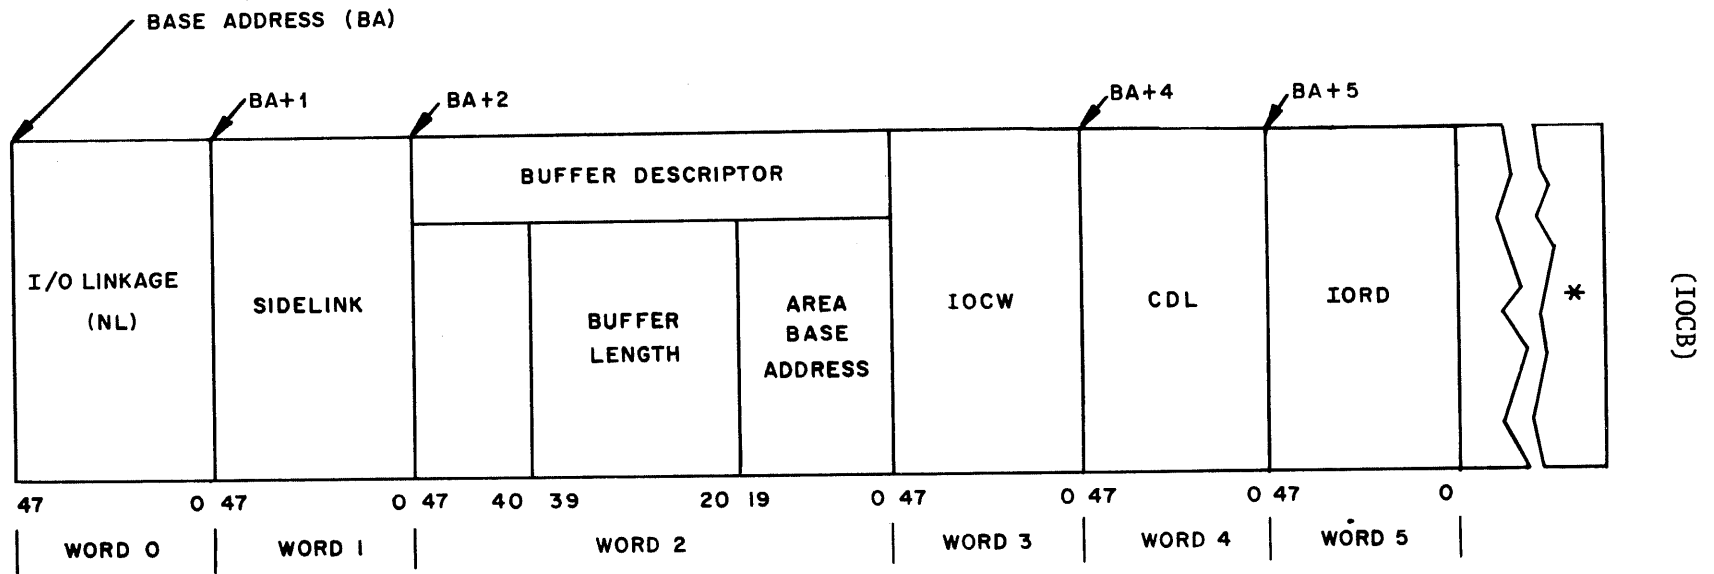 BASE ADDRESS (BA)
BA+1
BA+2
BA+4
BA+5
BUFFER DESCRIPTOR
I/O LINKAGE
(NL)
SIDELINK
BUFFER
LENGTH
AREA
BASE
ADDRESS
IOCW
CDL
IORD
*
(IOCB)
47 0 47 0 47 40 39 20 19 0 47 0 47 0 47 0
WORD 0 WORD 1 WORD 2 WORD 3 WORD 4 WORD 5